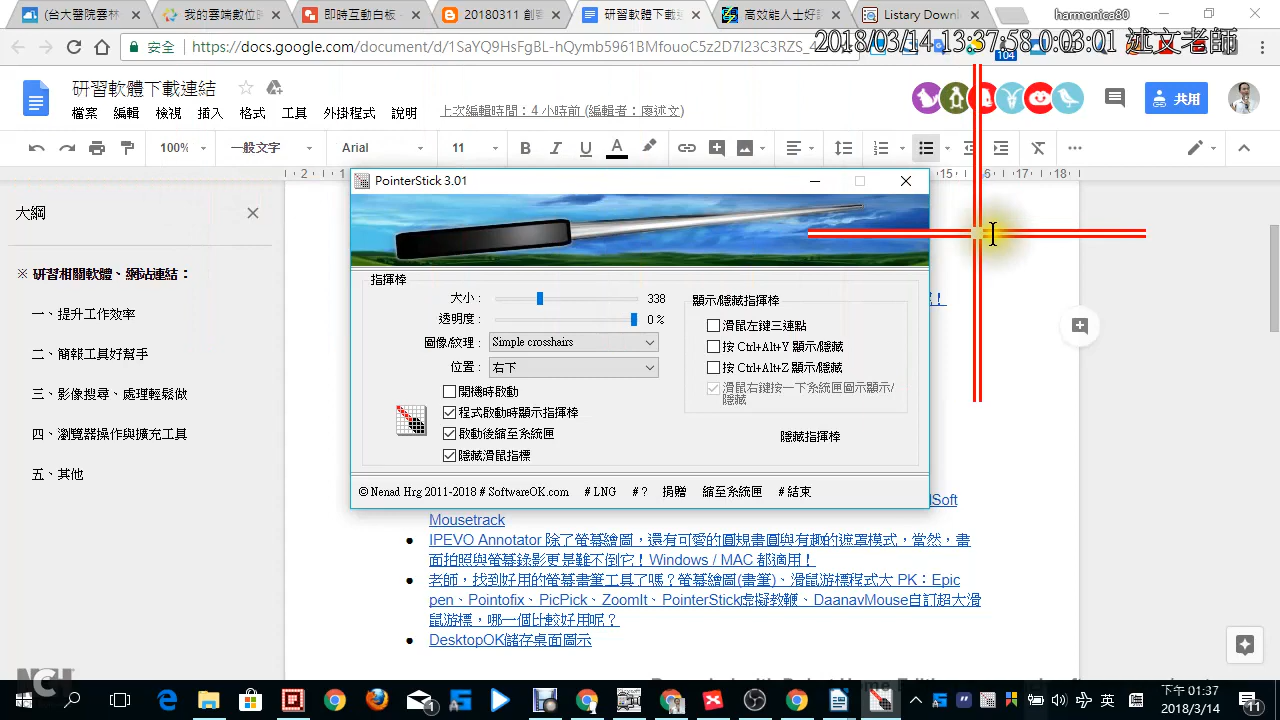 (台大醫院雲林
我的雲端數位時
即時互動白板 -
20180311 創新
研習軟體下載連
高效能人士好評
Listary Downl
harmonica80
安全
https://docs.google.com/document/d/1SaYQ9HsFgBL-hQymb5961BMfouoC5z2D7I23C3RZS_
2018/03/14 13:37:58 0:03:01 述文老師
104
研習軟體下載連結
檔案 編輯 檢視 插入 格式 工具 外掛程式 說明
上次編輯時間：4 小時前 (編輯者：廖述文)
共用
100%
一般文字
Arial
11
B I U A
2 1
15 16 17 18
大綱
※ 研習相關軟體、網站連結：
一、提升工作效率
二、簡報工具好幫手
三、影像搜尋、處理輕鬆做
四、瀏覽器操作與擴充工具
五、其他
PointerStick 3.01
指揮棒
大小 :
338
透明度 :
0 %
圖像/紋理 :
Simple crosshairs
位置 :
右下
開機時啟動
程式啟動時顯示指揮棒
啟動後縮至系統匣
隱藏滑鼠指標
顯示/隱藏指揮棒
滑鼠左鍵三連點
按 Ctrl+Alt+Y 顯示/隱藏
按 Ctrl+Alt+Z 顯示/隱藏
滑鼠右鍵按一下系統匣圖示顯示/
隱藏
隱藏指揮棒
© Nenad Hrg 2011-2018 # SoftwareOK.com
# LNG
# ?
捐贈
縮至系統匣
# 結束
！
Soft
Mousetrack
IPEVO Annotator 除了螢幕繪圖，還有可愛的圓規畫圓與有趣的遮罩模式，當然，畫
面拍照與螢幕錄影更是難不倒它！Windows / MAC 都適用！
老師，找到好用的螢幕畫筆工具了嗎？螢幕繪圖(畫筆)、滑鼠游標程式大 PK：Epic
pen、Pointofix、PicPick、ZoomIt、PointerStick虛擬教鞭、DaanavMouse自訂超大滑
鼠游標，哪一個比較好用呢？
DesktopOK儲存桌面圖示
NCH
英
下午 01:37
2018/3/14
11